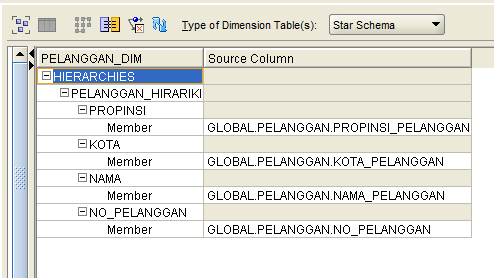 Type of Dimension Table(s): Star Schema
PELANGGAN_DIM Source Column
HIERARCHIES
PELANGGAN_HIRARIKI
PROPINSI
Member GLOBAL.PELANGGAN.PROPINSI_PELANGGAN
KOTA
Member GLOBAL.PELANGGAN.KOTA_PELANGGAN
NAMA
Member GLOBAL.PELANGGAN.NAMA_PELANGGAN
NO_PELANGGAN
Member GLOBAL.PELANGGAN.NO_PELANGGAN